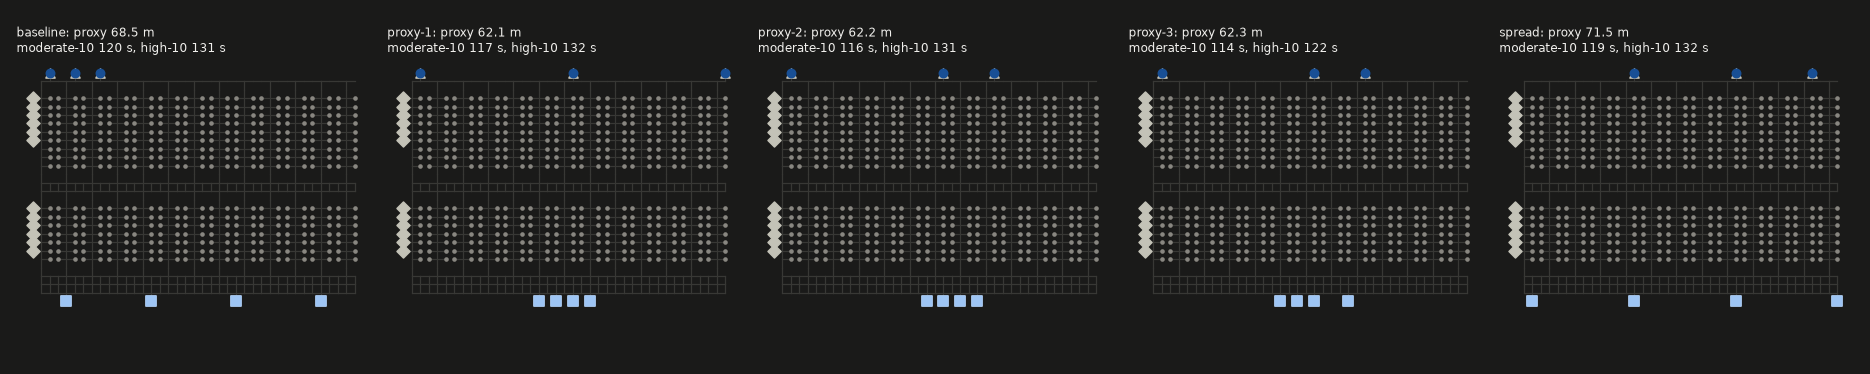 baseline: proxy 68.5 m
moderate-10 120 s, high-10 131 s
proxy-1: proxy 62.1 m
moderate-10 117 s, high-10 132 s
proxy-2: proxy 62.2 m
moderate-10 116 s, high-10 131 s
proxy-3: proxy 62.3 m
moderate-10 114 s, high-10 122 s
spread: proxy 71.5 m
moderate-10 119 s, high-10 132 s